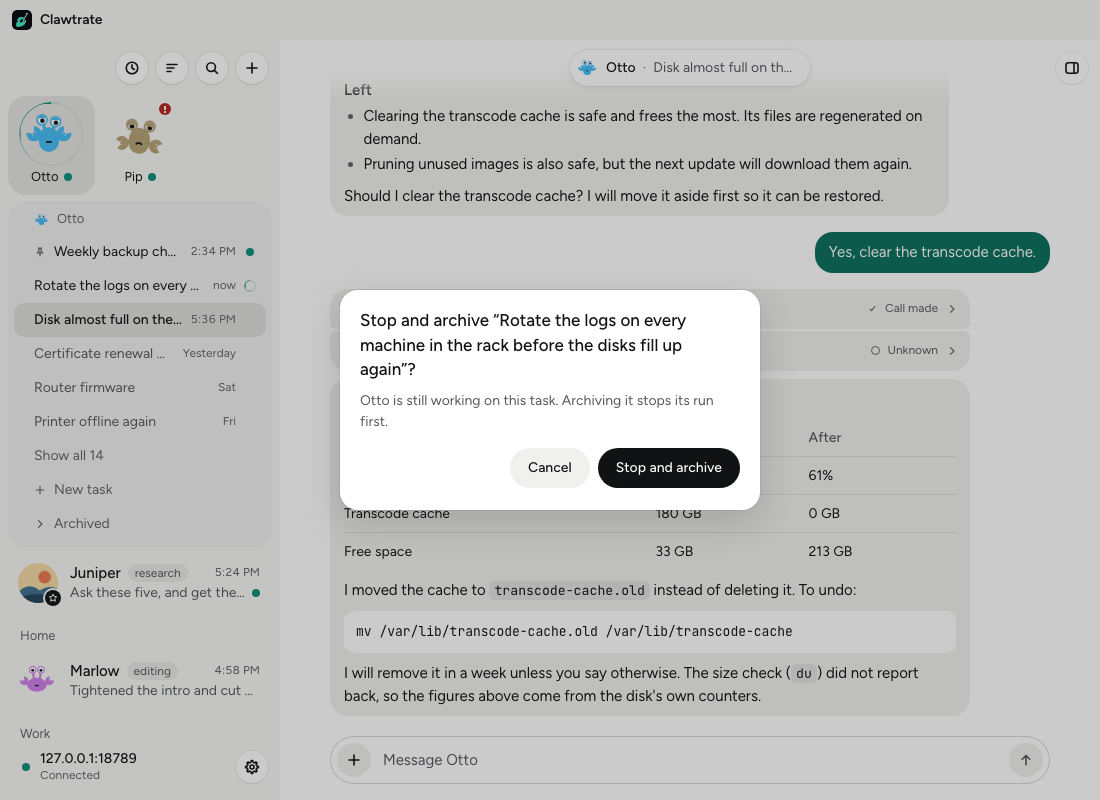 Clawtrate
Otto
Pip
Otto
Weekly backup ch... 2:34 PM
Rotate the logs on every ... now
Disk almost full on the... 5:36 PM
Certificate renewal ... Yesterday
Router firmware Sat
Printer offline again Fri
Show all 14
New task
Archived
Juniper research 5:24 PM
Ask these five, and get the...
Home
Marlow editing 4:58 PM
Tightened the intro and cut ...
Work
127.0.0.1:18789
Connected
Otto · Disk almost full on th...
Left
• Clearing the transcode cache is safe and frees the most. Its files are regenerated on
demand.
• Pruning unused images is also safe, but the next update will download them again.
Should I clear the transcode cache? I will move it aside first so it can be restored.
Yes, clear the transcode cache.
Call made
Unknown
Stop and archive “Rotate the logs on every
machine in the rack before the disks fill up
again”?
Otto is still working on this task. Archiving it stops its run
first.
Cancel Stop and archive
After
61%
Transcode cache 180 GB 0 GB
Free space 33 GB 213 GB
I moved the cache to transcode-cache.old instead of deleting it. To undo:
mv /var/lib/transcode-cache.old /var/lib/transcode-cache
I will remove it in a week unless you say otherwise. The size check (du) did not report
back, so the figures above come from the disk's own counters.
Message Otto